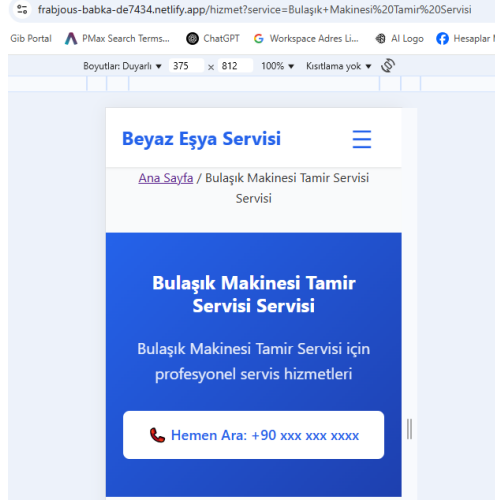 frabjous-babka-de7434.netlify.app/hizmet?service=Bulaşık+Makinesi%20Tamir%20Servisi
Gib Portal PMax Search Terms... ChatGPT Workspace Adres Li... AI Logo Hesaplar
Boyutlar: Duyarlı 375 x 812 100% Kısıtlama yok
Beyaz Eşya Servisi
Ana Sayfa / Bulaşık Makinesi Tamir Servisi
Servisi
Bulaşık Makinesi Tamir
Servisi Servisi
Bulaşık Makinesi Tamir Servisi için
profesyonel servis hizmetleri
Hemen Ara: +90 xxx xxx xxxx